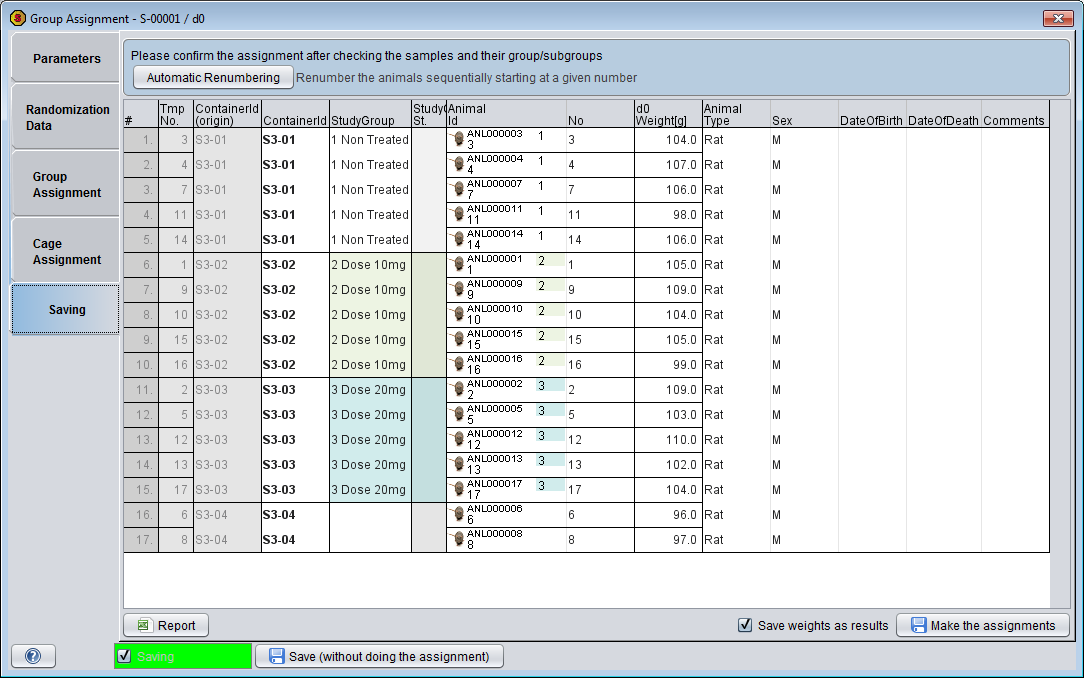 Group Assignment - S-00001 / d0
Parameters
Randomization
Data
Group
Assignment
Cage
Assignment
Saving
Please confirm the assignment after checking the samples and their group/subgroups
Automatic Renumbering Renumber the animals sequentially starting at a given number
# Tmp No. ContainerId (origin) ContainerId StudyGroup Study St. Animal Id No d0 Weight[g] Animal Type Sex DateOfBirth DateOfDeath Comments
1. 3 S3-01 S3-01 1 Non Treated ANL000003 3 1 3 104.0 Rat M
2. 4 S3-01 S3-01 1 Non Treated ANL000004 4 1 4 107.0 Rat M
3. 7 S3-01 S3-01 1 Non Treated ANL000007 7 1 7 106.0 Rat M
4. 11 S3-01 S3-01 1 Non Treated ANL000011 11 1 11 98.0 Rat M
5. 14 S3-01 S3-01 1 Non Treated ANL000014 14 1 14 106.0 Rat M
6. 1 S3-02 S3-02 2 Dose 10mg ANL000001 1 2 1 105.0 Rat M
7. 9 S3-02 S3-02 2 Dose 10mg ANL000009 9 2 9 109.0 Rat M
8. 10 S3-02 S3-02 2 Dose 10mg ANL000010 10 2 10 104.0 Rat M
9. 15 S3-02 S3-02 2 Dose 10mg ANL000015 15 2 15 105.0 Rat M
10. 16 S3-02 S3-02 2 Dose 10mg ANL000016 16 2 16 99.0 Rat M
11. 2 S3-03 S3-03 3 Dose 20mg ANL000002 2 3 2 109.0 Rat M
12. 5 S3-03 S3-03 3 Dose 20mg ANL000005 5 3 5 103.0 Rat M
13. 12 S3-03 S3-03 3 Dose 20mg ANL000012 12 3 12 110.0 Rat M
14. 13 S3-03 S3-03 3 Dose 20mg ANL000013 13 3 13 102.0 Rat M
15. 17 S3-03 S3-03 3 Dose 20mg ANL000017 17 3 17 104.0 Rat M
16. 6 S3-04 S3-04 ANL000006 6 6 96.0 Rat M
17. 8 S3-04 S3-04 ANL000008 8 8 97.0 Rat M
Report Save weights as results Make the assignments
Saving Save (without doing the assignment)